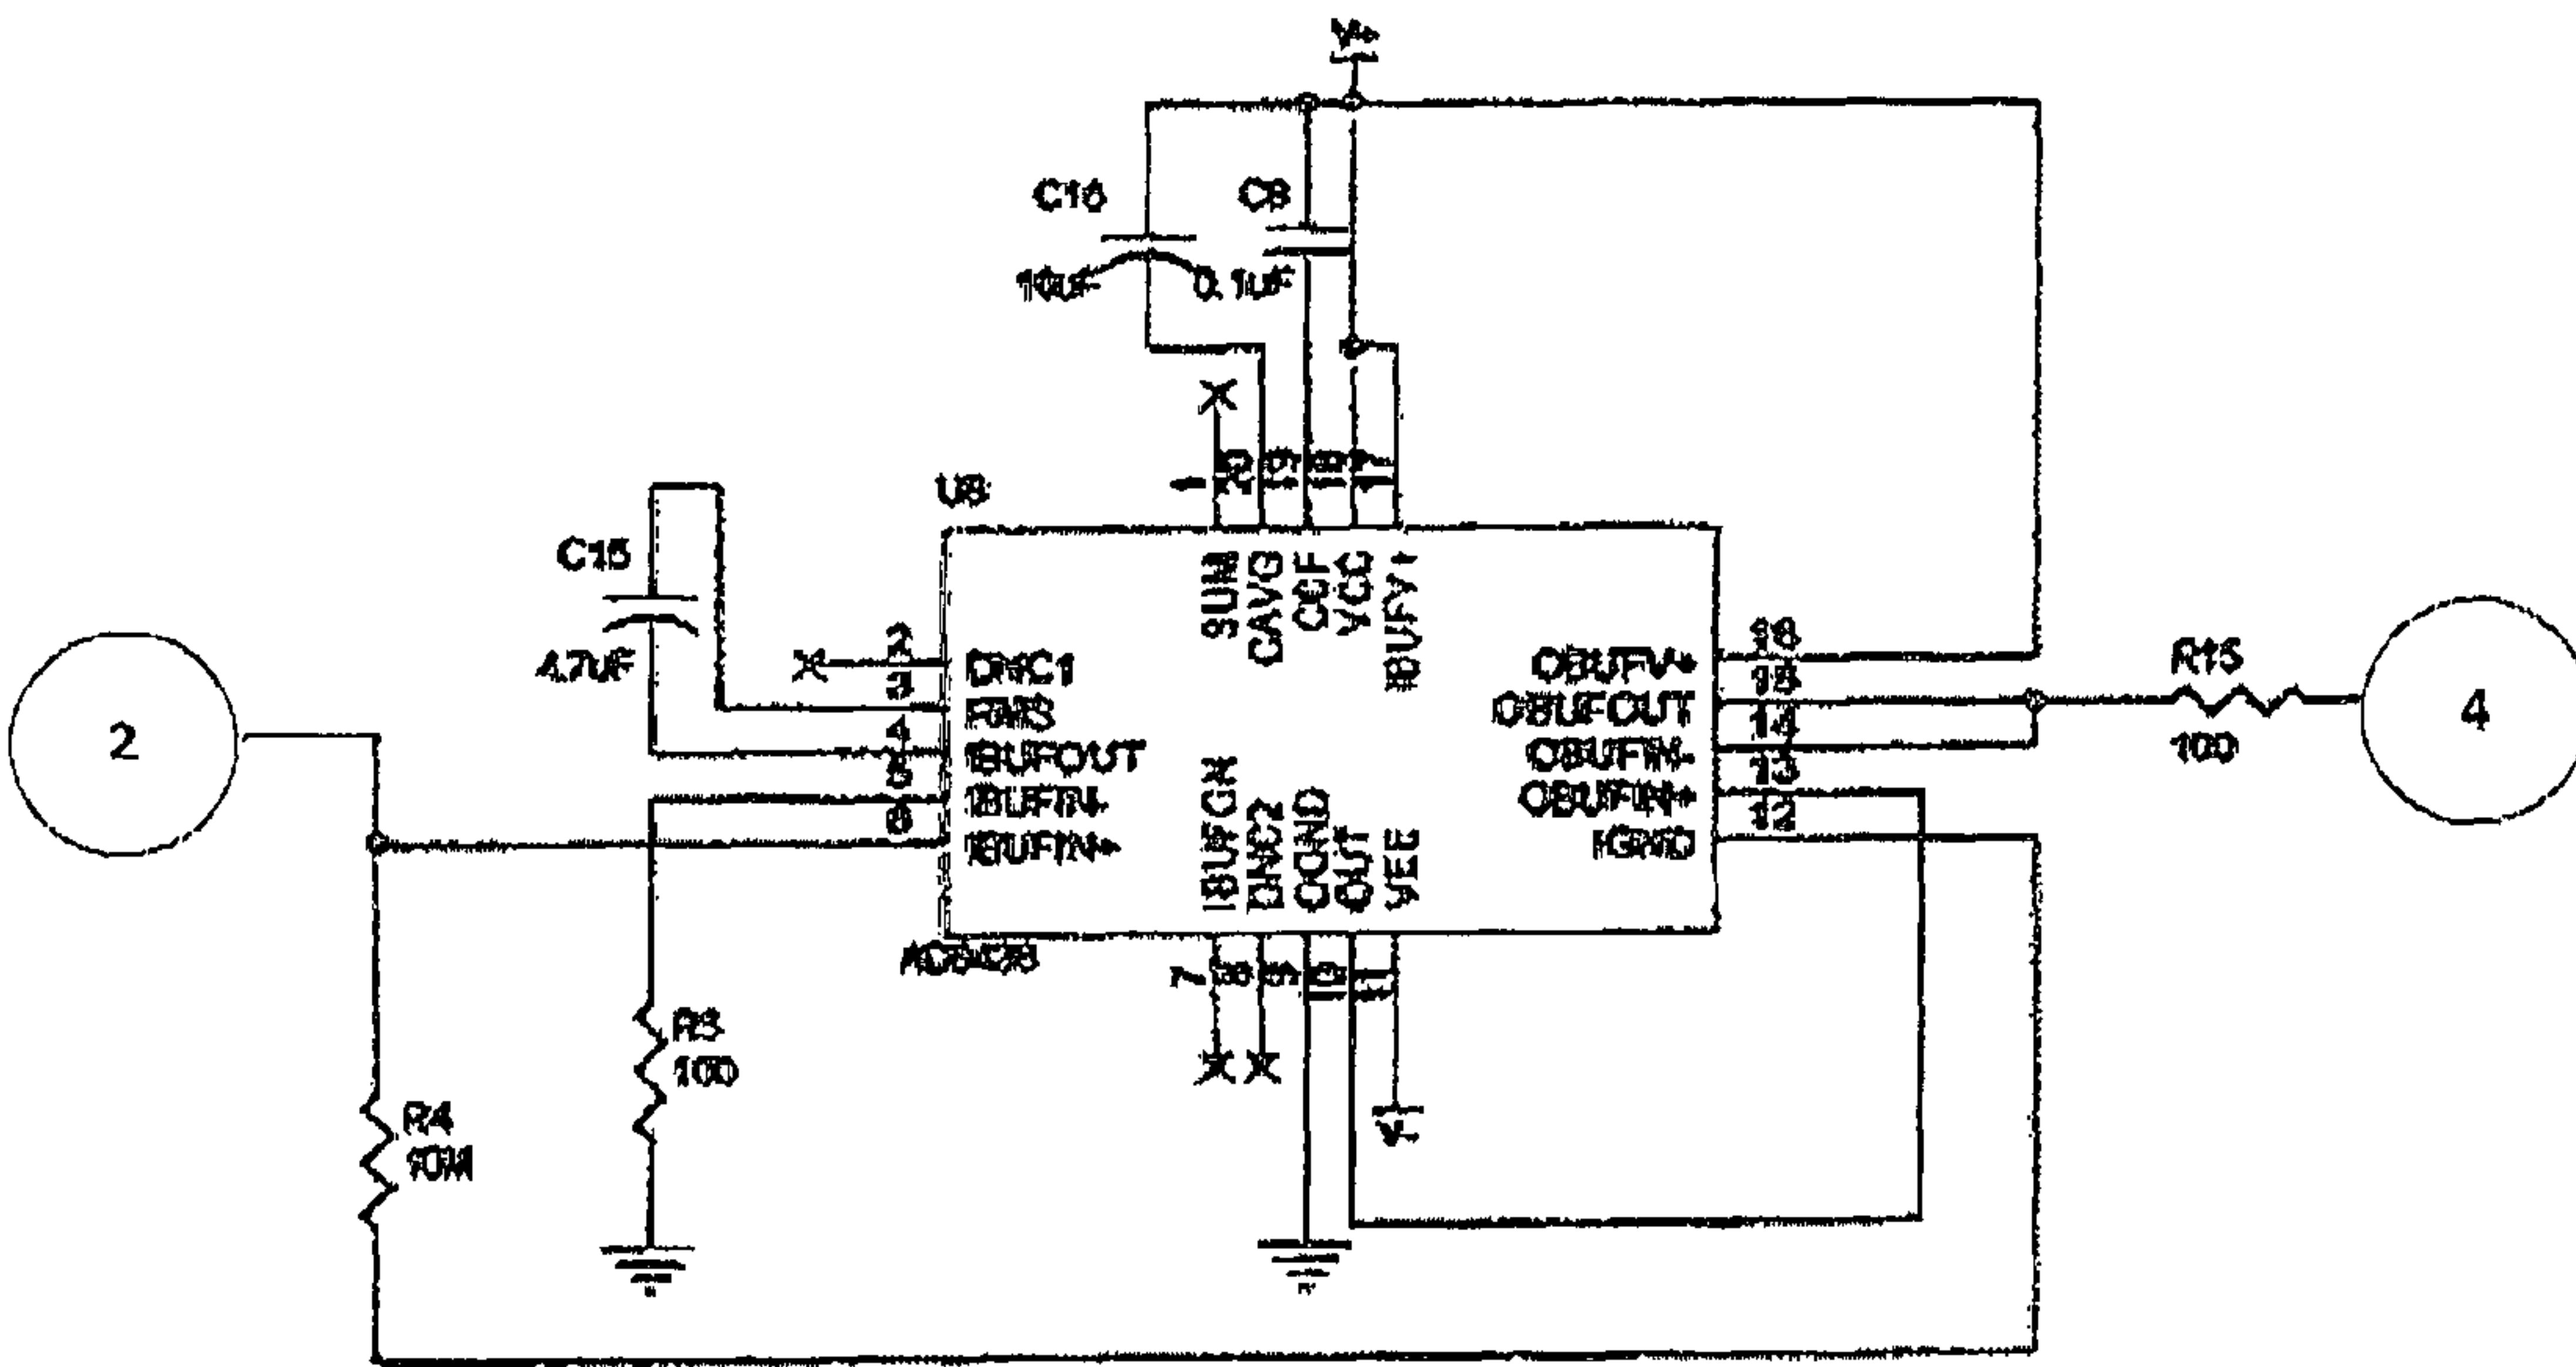 C16
C8
10uF
0.1uF
20
19
18
17
1
U8
C15
4.7uF
SUM
CAVG
CCF
VCC
IBUFV+
2
DNC1
3
RMS
4
IBUFOUT
5
IBUFIN-
6
IBUFIN+
16
OBUFV+
15
OBUFOUT
14
OBUFIN-
13
OBUFIN+
12
IGND
R15
100
2
4
IBUFGN
DNC2
OGND
OUT
VEE
7
8
9
10
11
R3
100
R4
10M